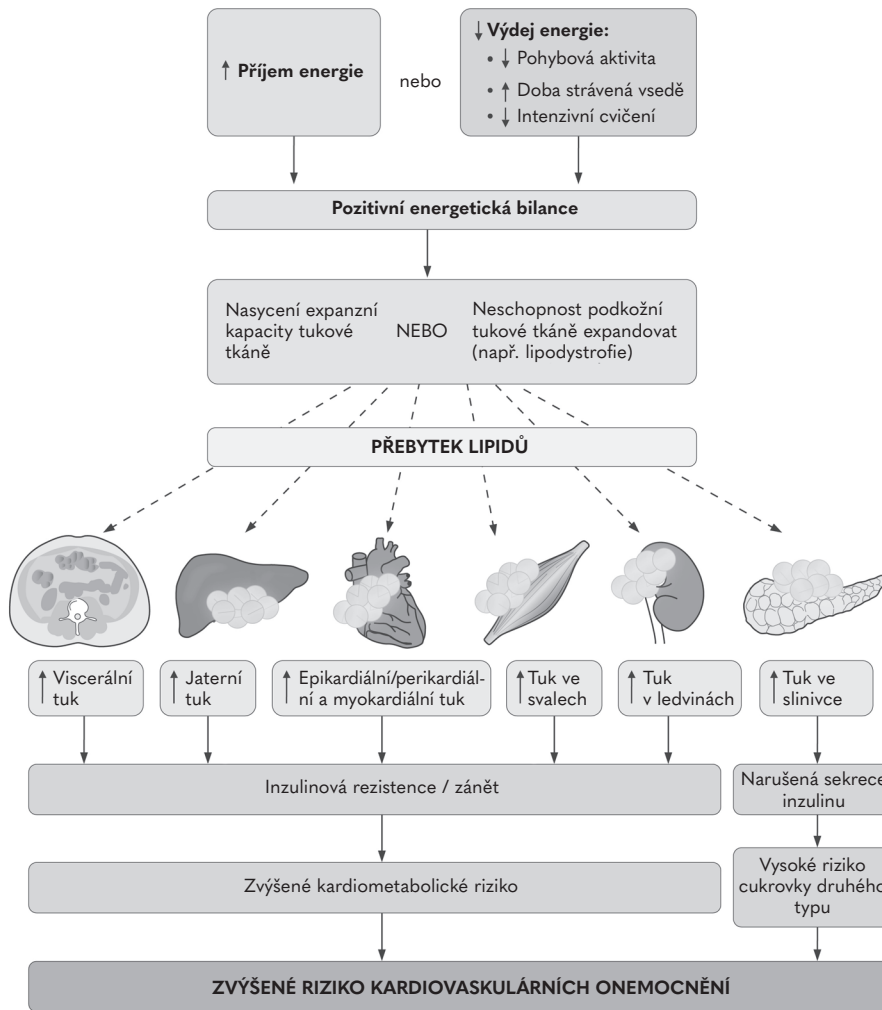 ↑ Příjem energie
nebo
↓ Výdej energie:
• ↓ Pohybová aktivita
• ↑ Doba strávená vsedě
• ↓ Intenzivní cvičení
Pozitivní energetická bilance
Nasycení expanzní
kapacity tukové
tkáně
NEBO
Neschopnost podkožní
tukové tkáně expandovat
(např. lipodystrofie)
PŘEBYTEK LIPIDŮ
↑ Viscerální
tuk
↑ Jaterní
tuk
↑ Epikardiální/perikardiál-
ní a myokardiální tuk
↑ Tuk ve
svalech
↑ Tuk
v ledvinách
↑ Tuk ve
slinivce
Inzulinová rezistence / zánět
Narušená sekrece
inzulinu
Zvýšené kardiometabolické riziko
Vysoké riziko
cukrovky druhého
typu
ZVÝŠENÉ RIZIKO KARDIOVASKULÁRNÍCH ONEMOCNĚNÍ